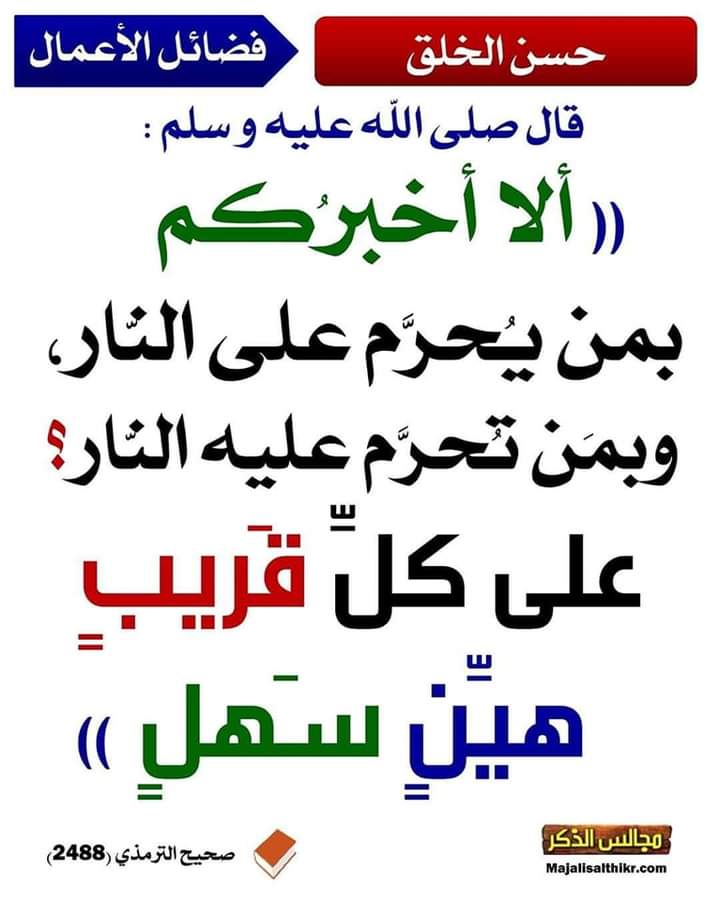 حسن الخلق
فضائل الأعمال
قال صلى الله عليه و سلم :
(( ألا أخبرُكم
بمن يُحرَّم على النّار،
وبمَن تُحرَّم عليه النّار؟
على كلِّ قَريبٍ
هيِّنٍ سَهلٍ ))
صحيح الترمذي (2488)
مجالس الذكر
Majalisalthikr.com